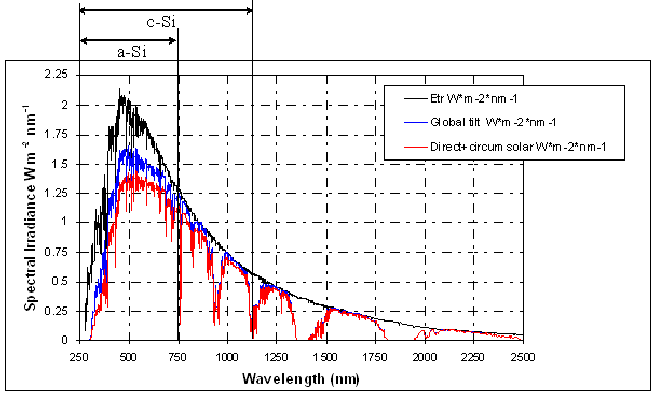 c-Si
a-Si
Spectral Irradiance Wm-2 nm-1
2.25
2
1.75
1.5
1.25
1
0.75
0.5
0.25
0
250 500 750 1000 1250 1500 1750 2000 2250 2500
Wavelength (nm)
Etr W*m-2*nm-1
Global tilt W*m-2*nm-1
Direct+circumsolar W*m-2*nm-1